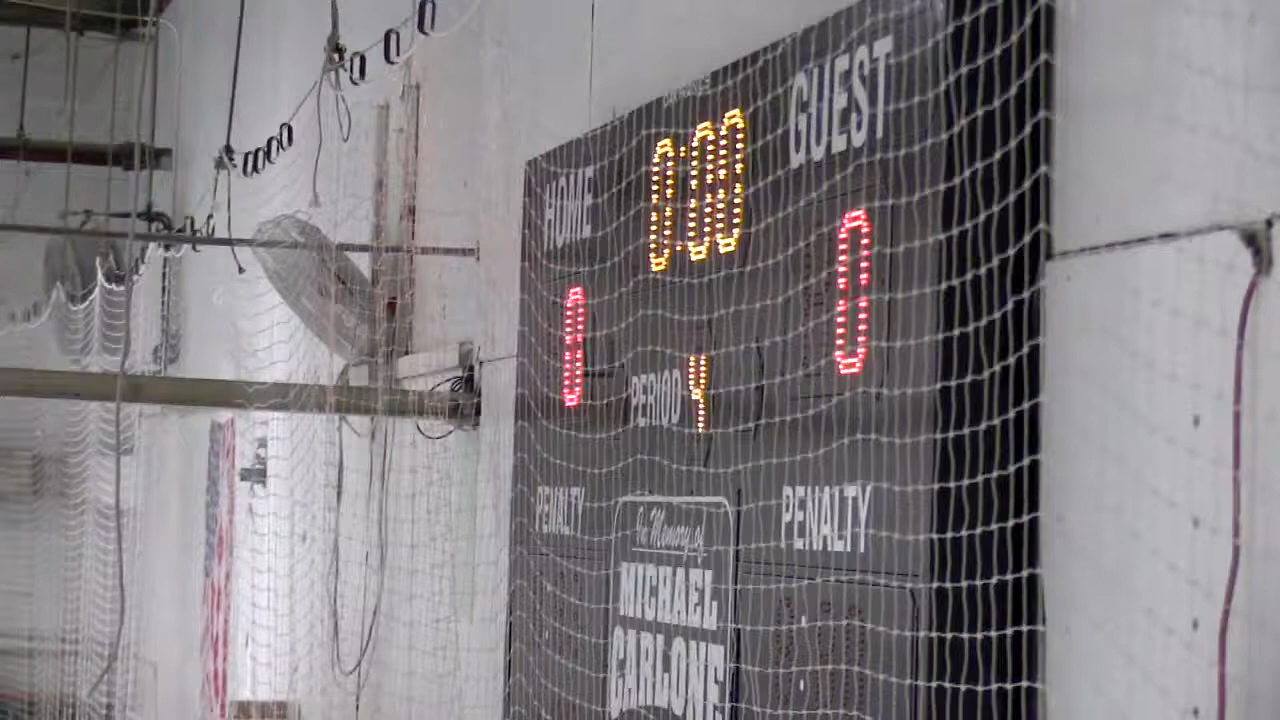 GUEST
HOME
0:00
0
0
PERIOD 4
PENALTY
PENALTY
In Memory of
MICHAEL
CARLONE